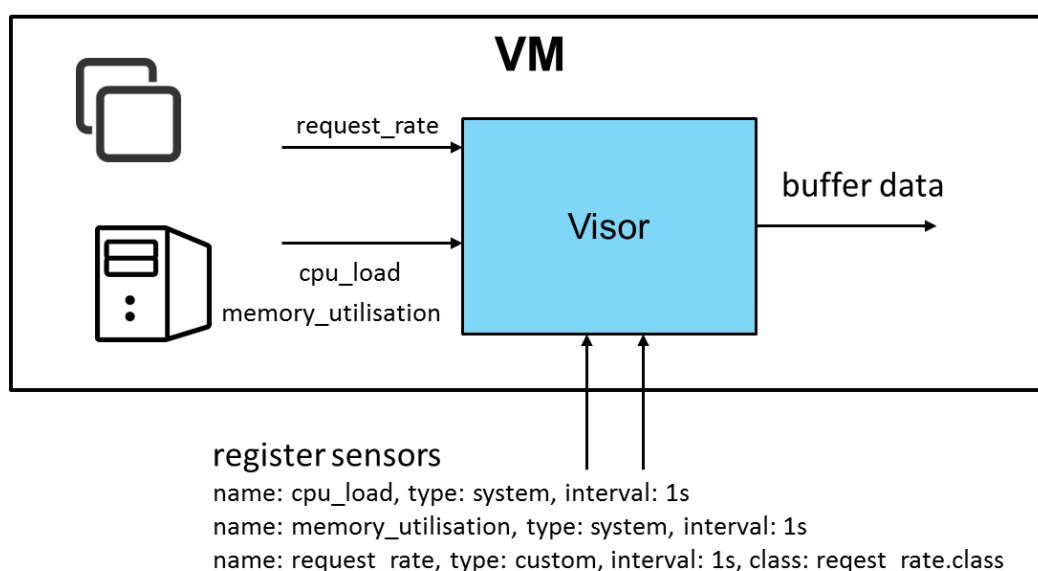 VM
request_rate
Visor
buffer data
cpu_load
memory_utilisation
register sensors
name: cpu_load, type: system, interval: 1s
name: memory_utilisation, type: system, interval: 1s
name: request_rate, type: custom, interval: 1s, class: reqest_rate.class